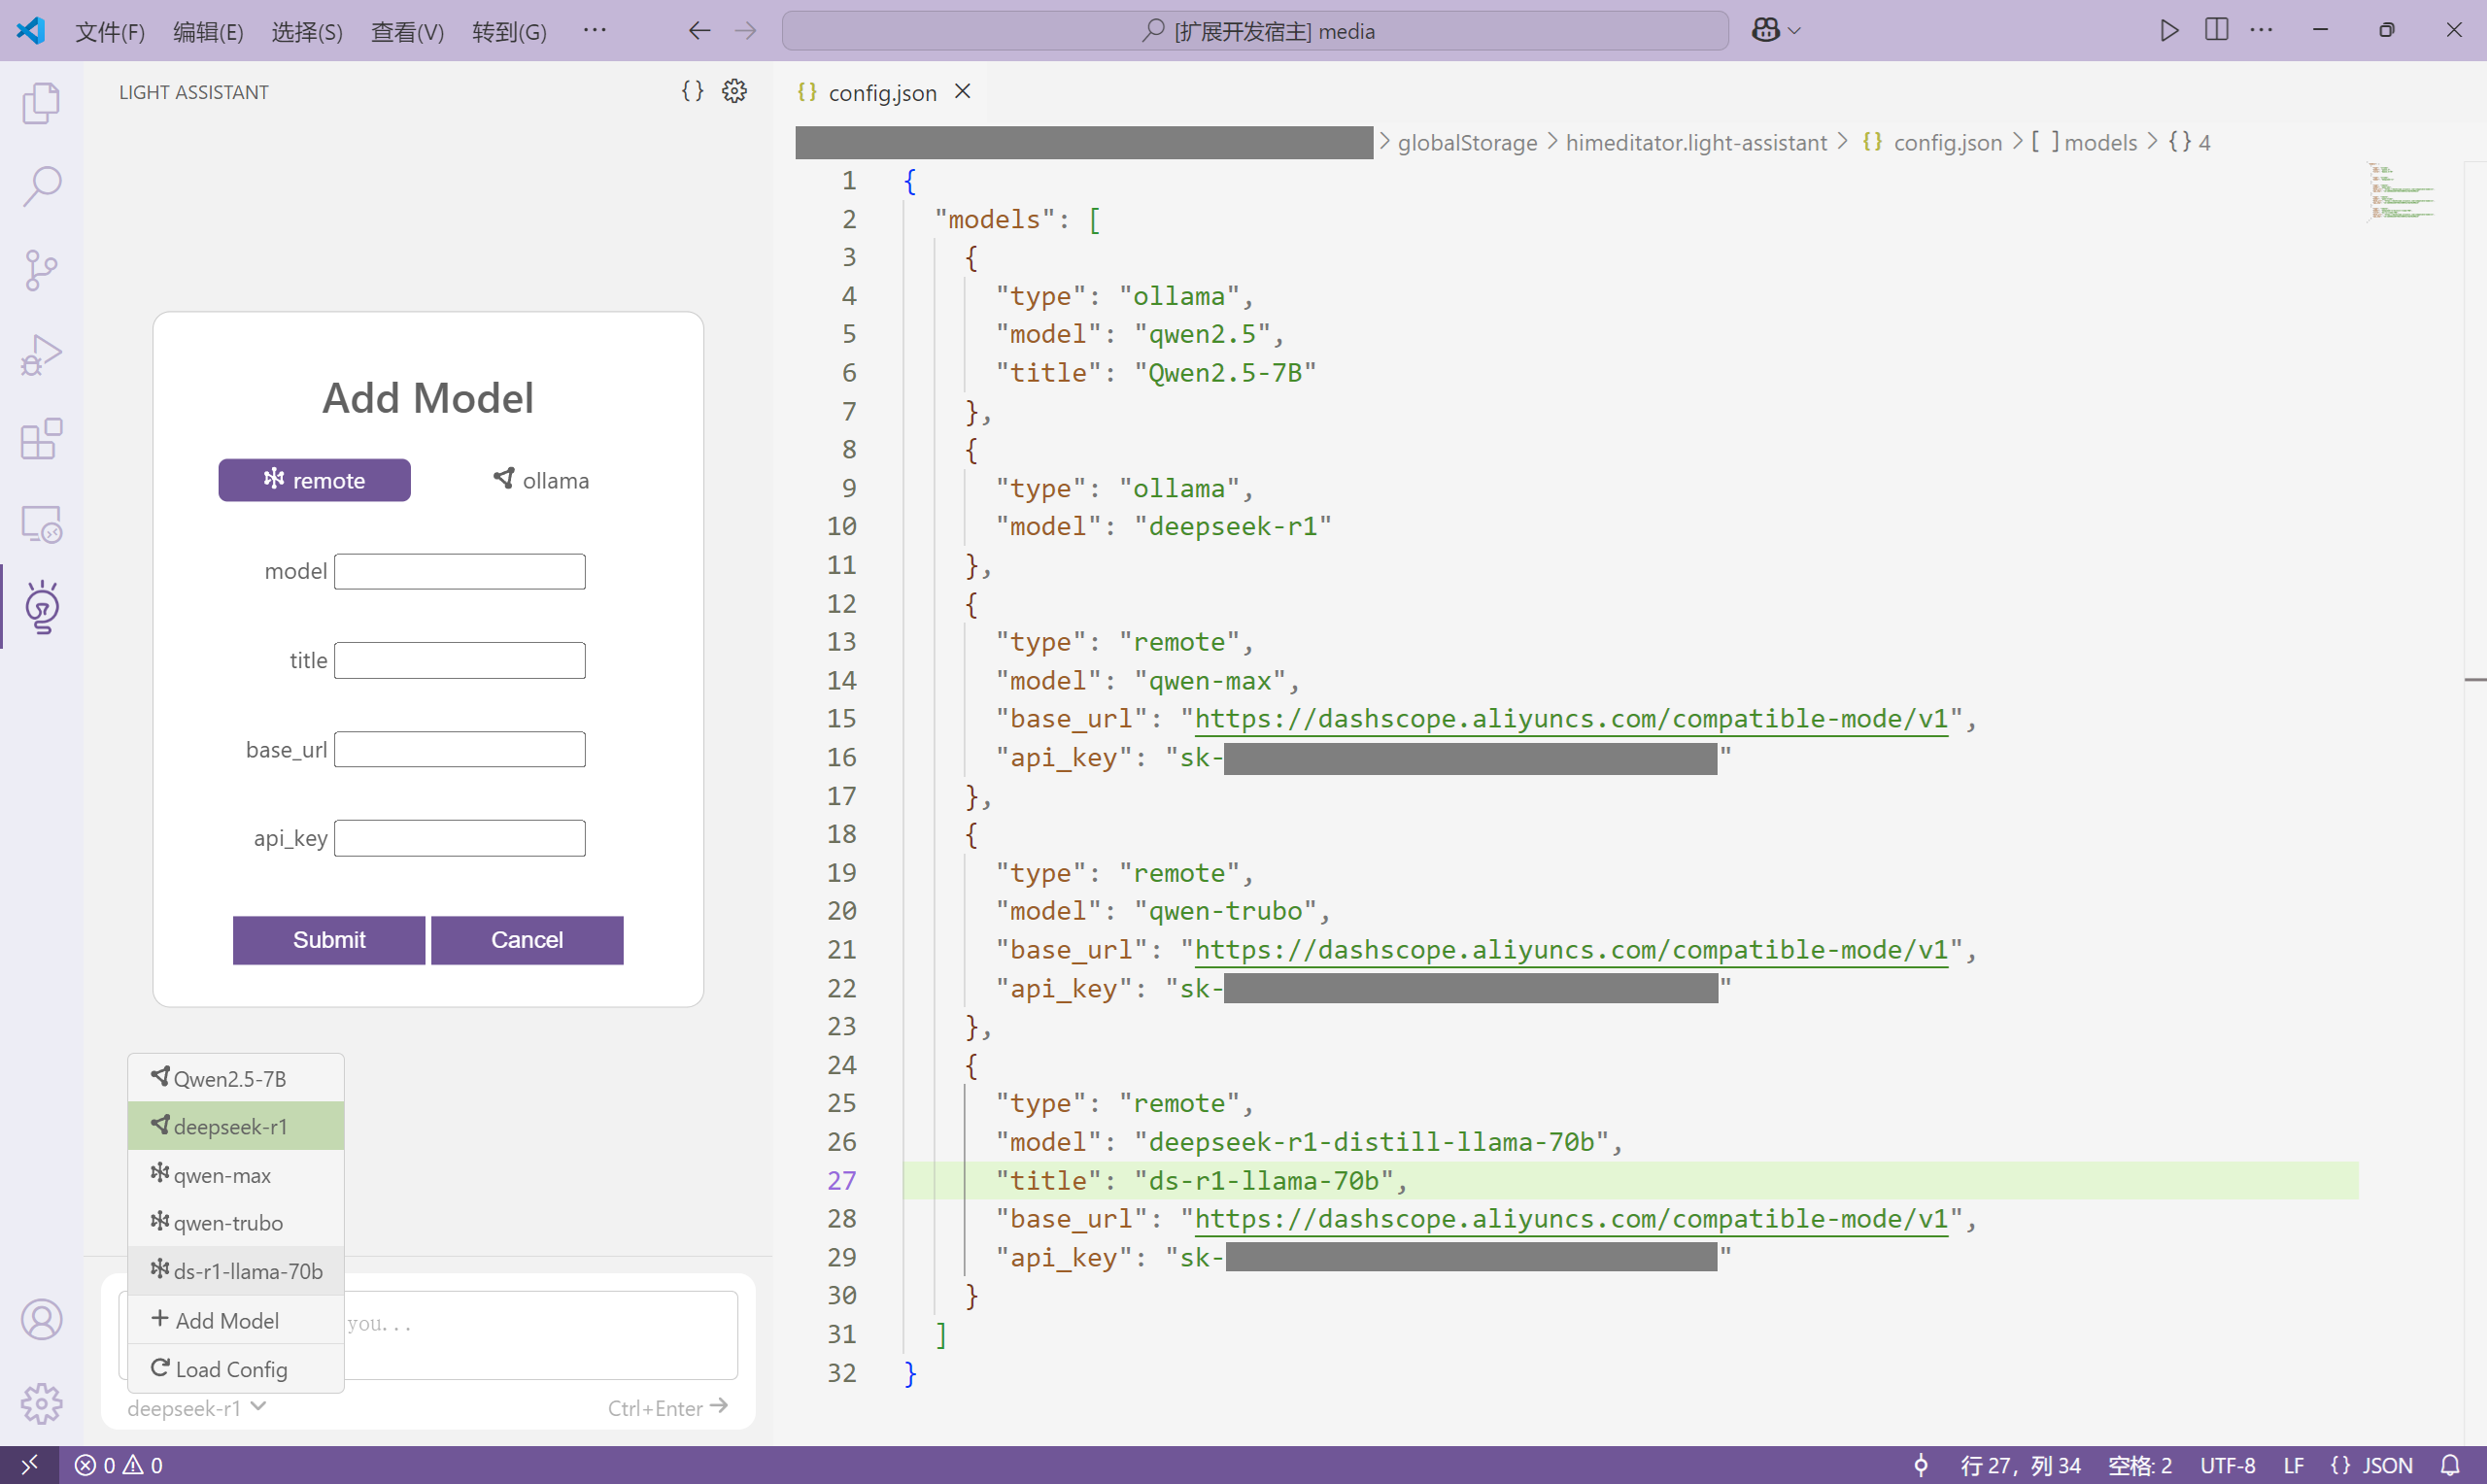 文件(F) 编辑(E) 选择(S) 查看(V) 转到(G) ··· [扩展开发宿主] media
LIGHT ASSISTANT
Add Model
remote ollama
model
title
base_url
api_key
Submit Cancel
Qwen2.5-7B
deepseek-r1
qwen-max
qwen-trubo
ds-r1-llama-70b
+ Add Model
Load Config
you...
deepseek-r1 Ctrl+Enter
{} config.json
> globalStorage > himeditator.light-assistant > {} config.json > [ ] models > {} 4
1 {
2 "models": [
3 {
4 "type": "ollama",
5 "model": "qwen2.5",
6 "title": "Qwen2.5-7B"
7 },
8 {
9 "type": "ollama",
10 "model": "deepseek-r1"
11 },
12 {
13 "type": "remote",
14 "model": "qwen-max",
15 "base_url": "https://dashscope.aliyuncs.com/compatible-mode/v1",
16 "api_key": "sk-"
17 },
18 {
19 "type": "remote",
20 "model": "qwen-trubo",
21 "base_url": "https://dashscope.aliyuncs.com/compatible-mode/v1",
22 "api_key": "sk-"
23 },
24 {
25 "type": "remote",
26 "model": "deepseek-r1-distill-llama-70b",
27 "title": "ds-r1-llama-70b",
28 "base_url": "https://dashscope.aliyuncs.com/compatible-mode/v1",
29 "api_key": "sk-"
30 }
31 ]
32 }
0 0 行 27，列 34 空格: 2 UTF-8 LF {} JSON